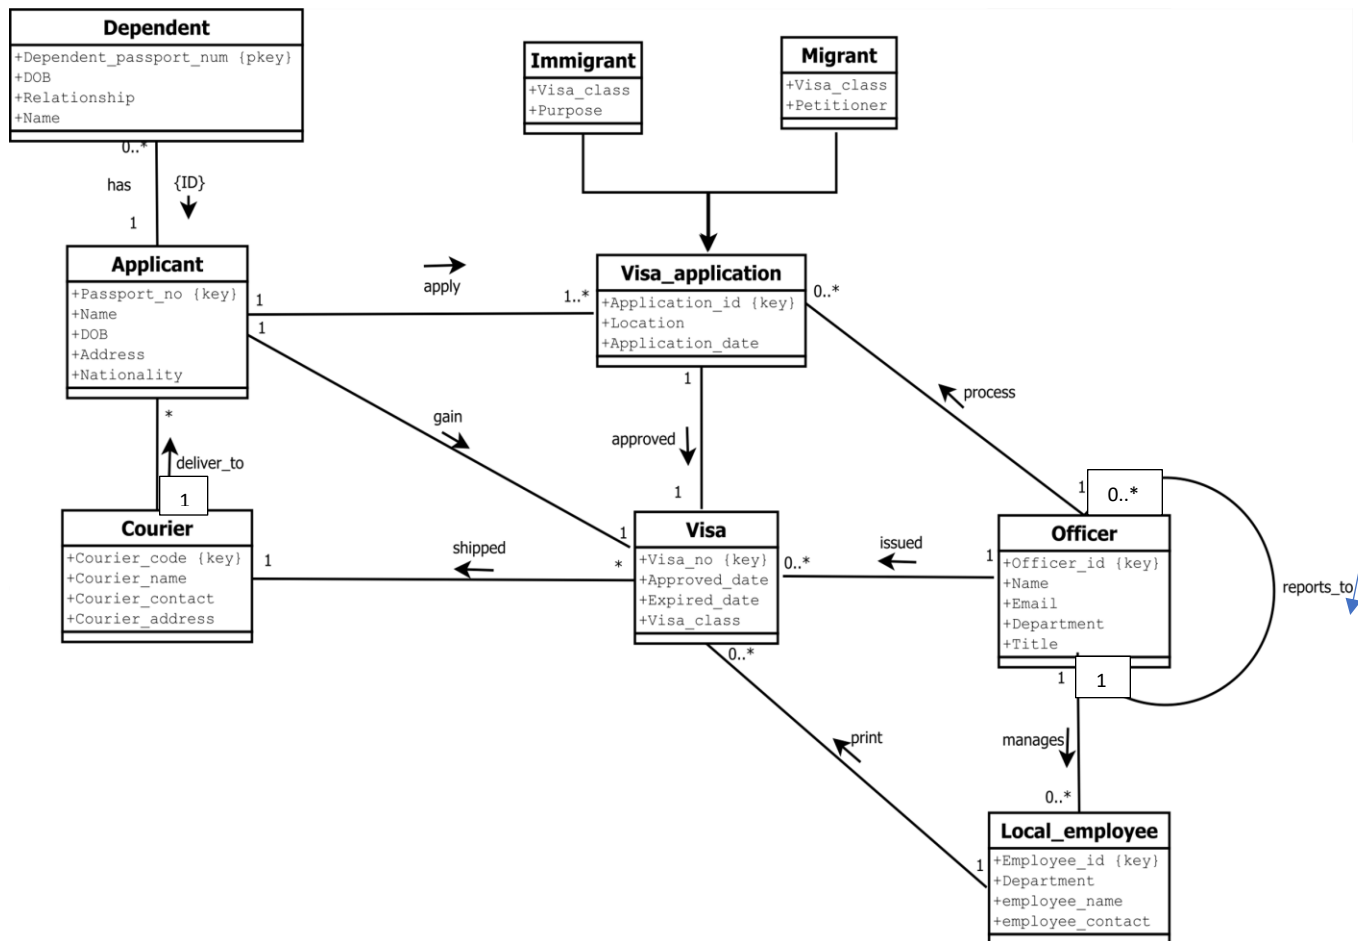 Dependent
+Dependent_passport_num {pkey}
+DOB
+Relationship
+Name
0..*
has
{ID}
1
Immigrant
+Visa_class
+Purpose
Migrant
+Visa_class
+Petitioner
Applicant
+Passport_no {key}
+Name
+DOB
+Address
+Nationality
1
1
apply
1..*
Visa_application
+Application_id {key}
+Location
+Application_date
0..*
1
process
gain
approved
1
*
deliver_to
1
Courier
+Courier_code {key}
+Courier_name
+Courier_contact
+Courier_address
1
shipped
*
1
Visa
+Visa_no {key}
+Approved_date
+Expired_date
+Visa_class
0..*
issued
1
0..*
1
0..*
Officer
+Officer_id {key}
+Name
+Email
+Department
+Title
reports_to
1
1
manages
0..*
print
1
Local_employee
+Employee_id {key}
+Department
+employee_name
+employee_contact